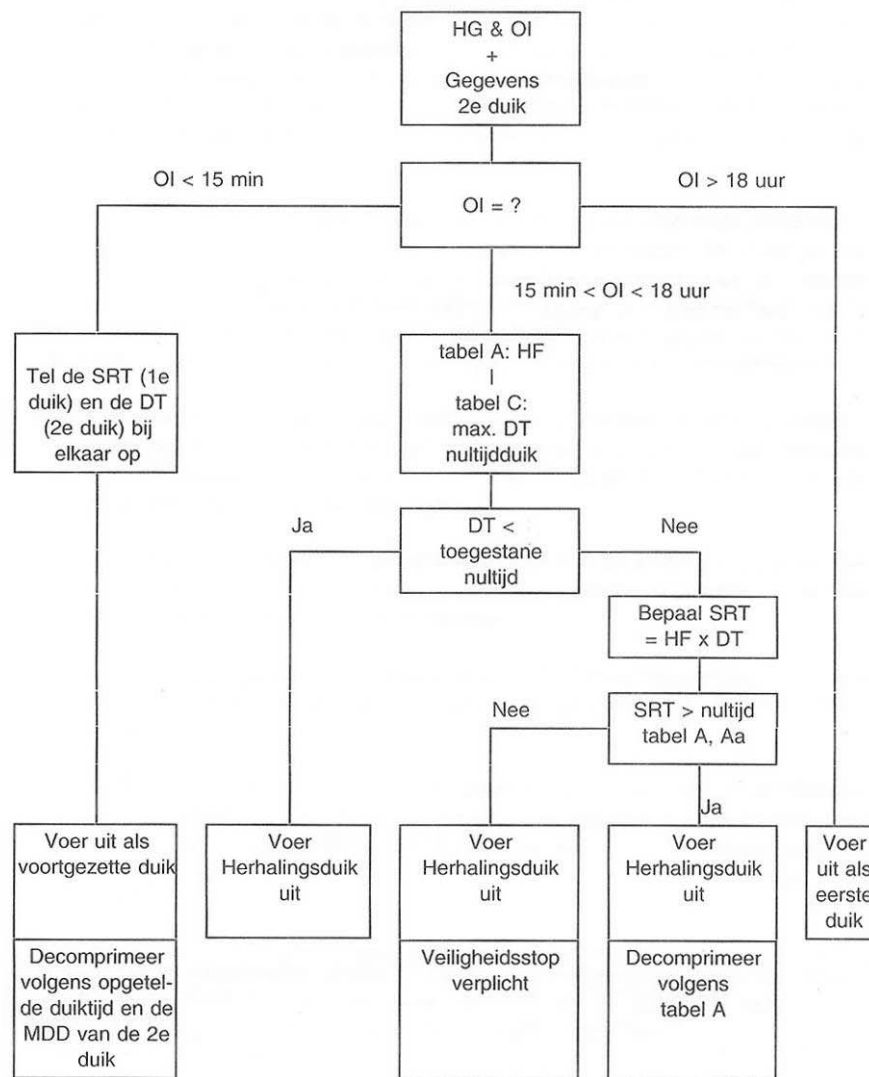 HG & OI
+
Gegevens
2e duik
OI < 15 min
OI = ?
OI > 18 uur
15 min < OI < 18 uur
Tel de SRT (1e
duik) en de DT
(2e duik) bij
elkaar op
tabel A: HF
|
tabel C:
max. DT
nultijdduik
Ja
DT <
toegestane
nultijd
Nee
Bepaal SRT
= HF x DT
Nee
SRT > nultijd
tabel A, Aa
Ja
Voer uit als
voortgezette duik
Decomprimeer
volgens opgetel-
de duiktijd en de
MDD van de 2e
duik
Voer
Herhalingsduik
uit
Voer
Herhalingsduik
uit
Veiligheidsstop
verplicht
Voer
Herhalingsduik
uit
Decomprimeer
volgens
tabel A
Voer
uit als
eerste
duik